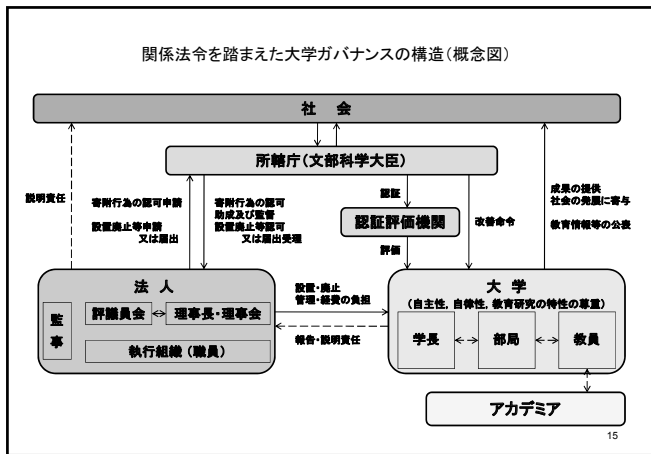 関係法令を踏まえた大学ガバナンスの構造(概念図)
社　会
所轄庁(文部科学大臣)
説明責任
寄附行為の認可申請
設置廃止等申請
又は届出
寄附行為の認可
助成及び監督
設置廃止等認可
又は届出受理
認証
認証評価機関
評価
改善命令
成果の提供
社会の発展に寄与
教育情報等の公表
法　人
監事
評議員会
理事長・理事会
執行組織(職員)
設置・廃止
管理・経費の負担
報告・説明責任
大　学
(自主性,自律性,教育研究の特性の尊重)
学長
部局
教員
アカデミア
15